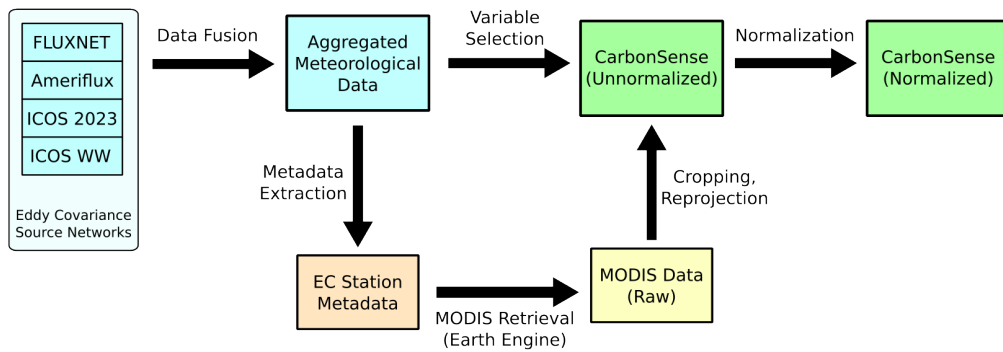 FLUXNET
Ameriflux
ICOS 2023
ICOS WW
Eddy Covariance
Source Networks
Data Fusion
Aggregated
Meteorological
Data
Variable
Selection
CarbonSense
(Unnormalized)
Normalization
CarbonSense
(Normalized)
Metadata
Extraction
Cropping,
Reprojection
EC Station
Metadata
MODIS Retrieval
(Earth Engine)
MODIS Data
(Raw)